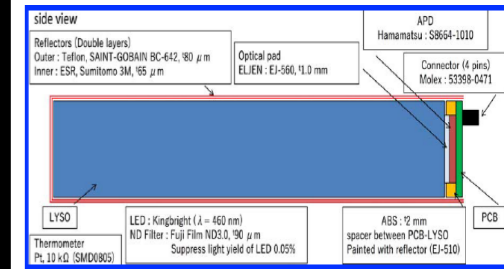 side view
Reflectors (Double layers)
Outer : Teflon, SAINT-GOBAIN BC-642, t80 μm
Inner : ESR, Sumitomo 3M, t65 μm
Optical pad
ELJEN : EJ-560, t1.0 mm
APD
Hamamatsu : S8664-1010
Connector (4 pins)
Molex : 53398-0471
LYSO
Thermometer
Pt, 10 kΩ (SMD0805)
LED : Kingbright (λ = 460 nm)
ND Filter : Fuji Film ND3.0, t90 μm
Suppress light yield of LED 0.05%
ABS : t2 mm
spacer between PCB-LYSO
Painted with reflector (EJ-510)
PCB